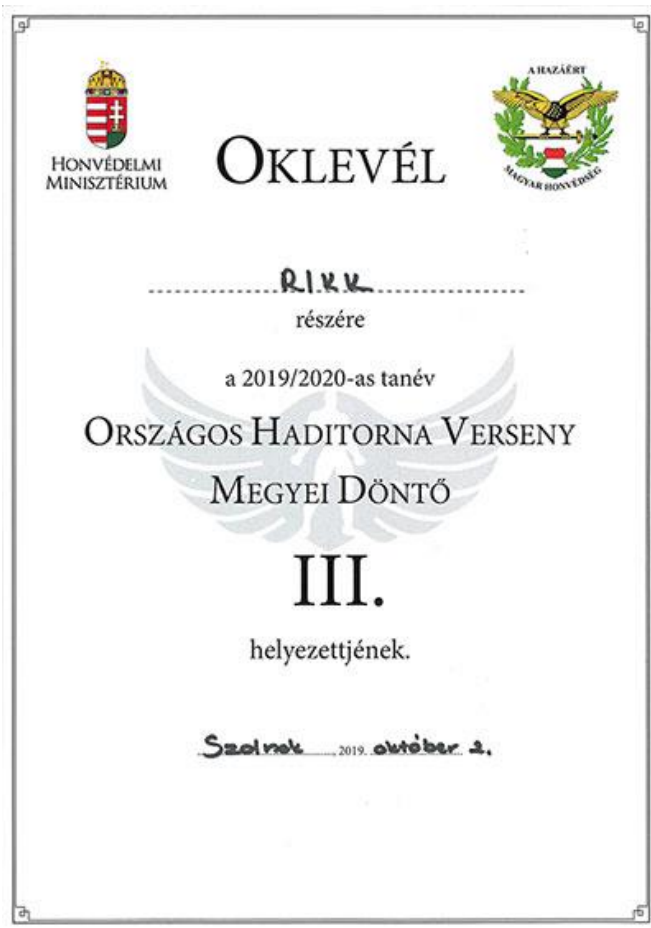 HONVÉDELMI
MINISZTÉRIUM
OKLEVÉL
A HAZÁÉRT
MAGYAR HONVÉDSÉG
RIKK
részére
a 2019/2020-as tanév
ORSZÁGOS HADITORNA VERSENY
MEGYEI DÖNTŐ
III.
helyezettjének.
Szolnok, 2019. október 2.